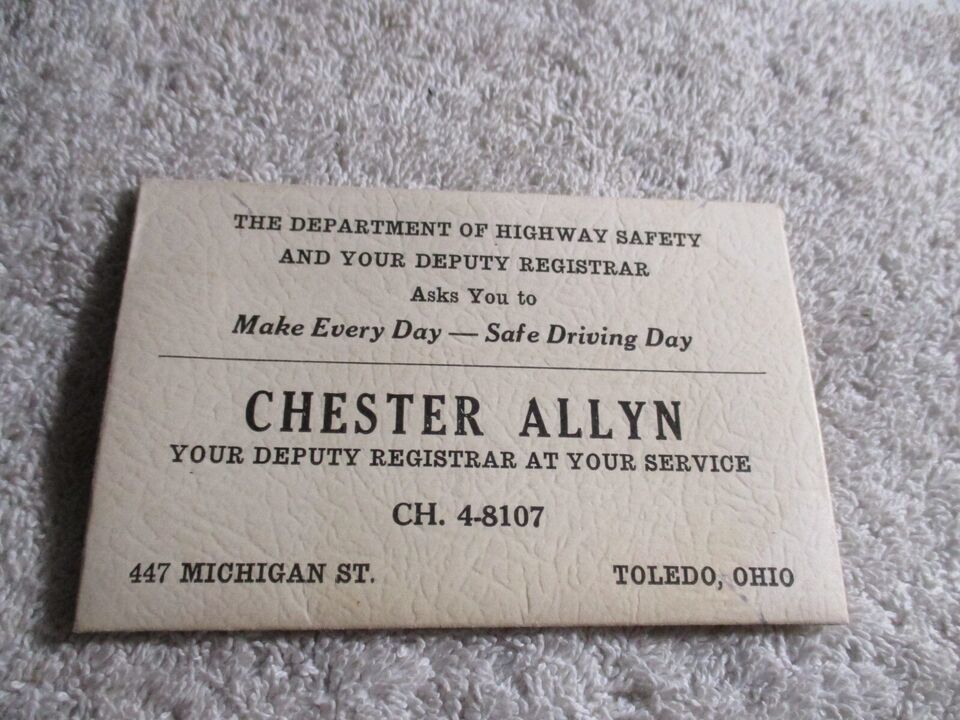 THE DEPARTMENT OF HIGHWAY SAFETY
AND YOUR DEPUTY REGISTRAR
Asks You to
Make Every Day — Safe Driving Day
CHESTER ALLYN
YOUR DEPUTY REGISTRAR AT YOUR SERVICE
CH. 4-8107
447 MICHIGAN ST. TOLEDO, OHIO